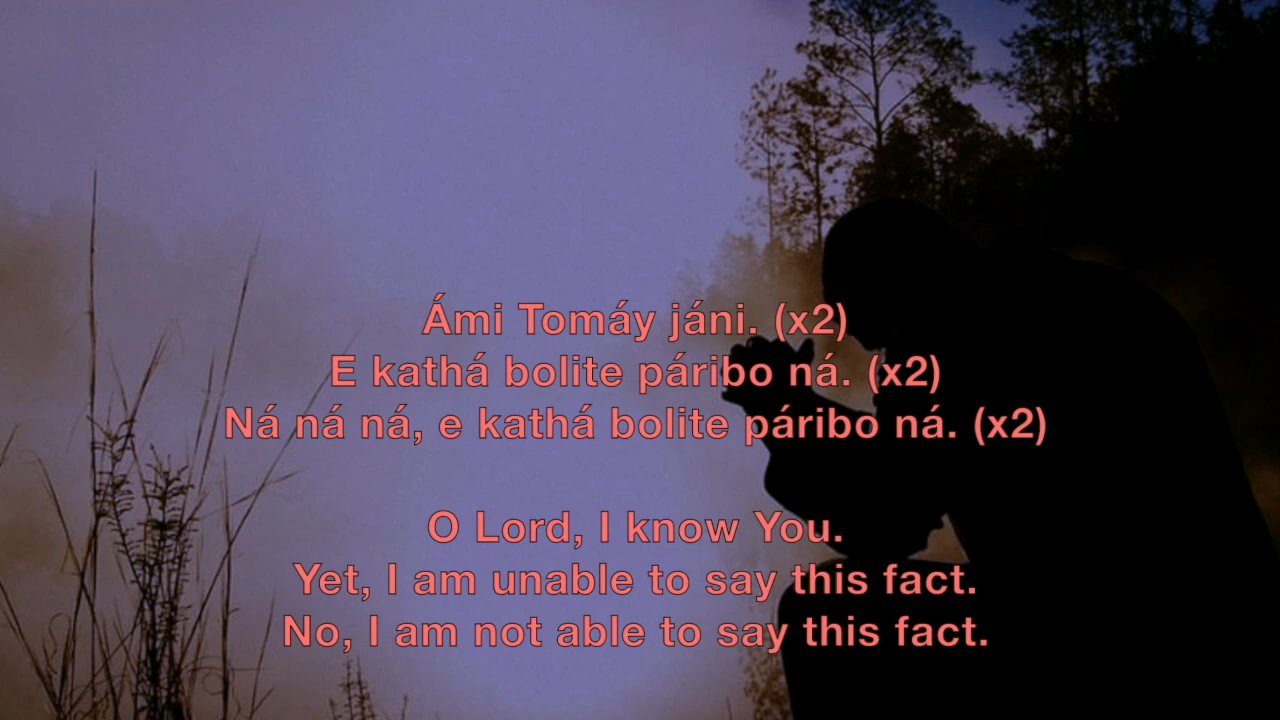 Ámi Tomáy jáni. (x2)
E kathá bolite páribo ná. (x2)
Ná ná ná, e kathá bolite páribo ná. (x2)
O Lord, I know You.
Yet, I am unable to say this fact.
No, I am not able to say this fact.